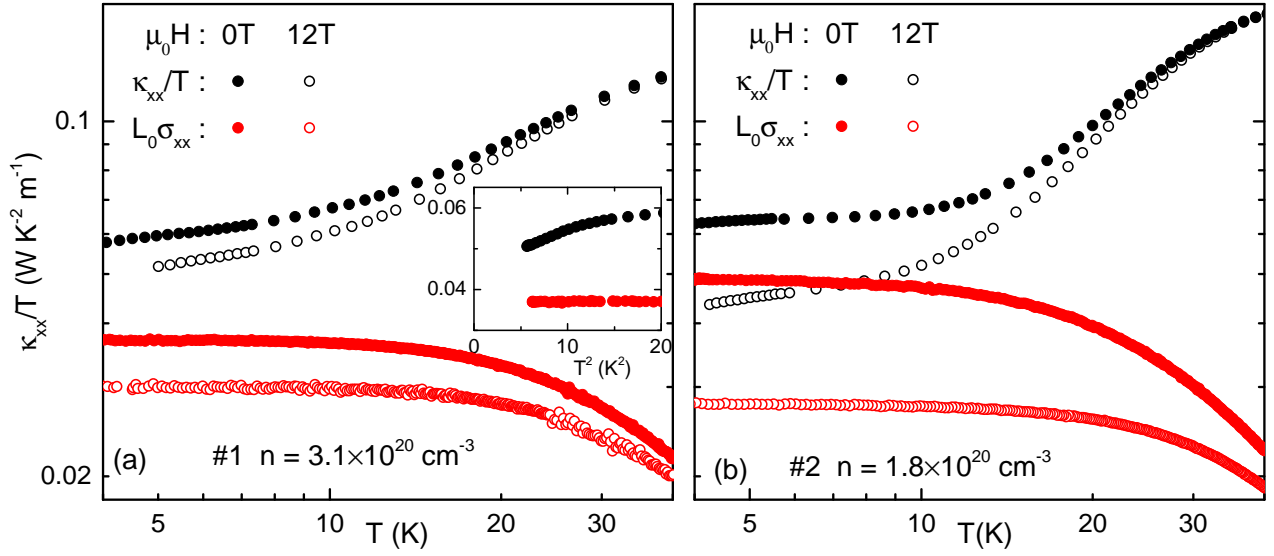 μ₀H : 0T 12T
κxx/T :
L₀σxx :
0.1
0.02
κxx/T (W K⁻² m⁻¹)
0.06
0.04
0 10 20
T² (K²)
(a) #1 n = 3.1×10²⁰ cm⁻³
5 10 20 30
T (K)
μ₀H : 0T 12T
κxx/T :
L₀σxx :
(b) #2 n = 1.8×10²⁰ cm⁻³
5 10 20 30
T(K)